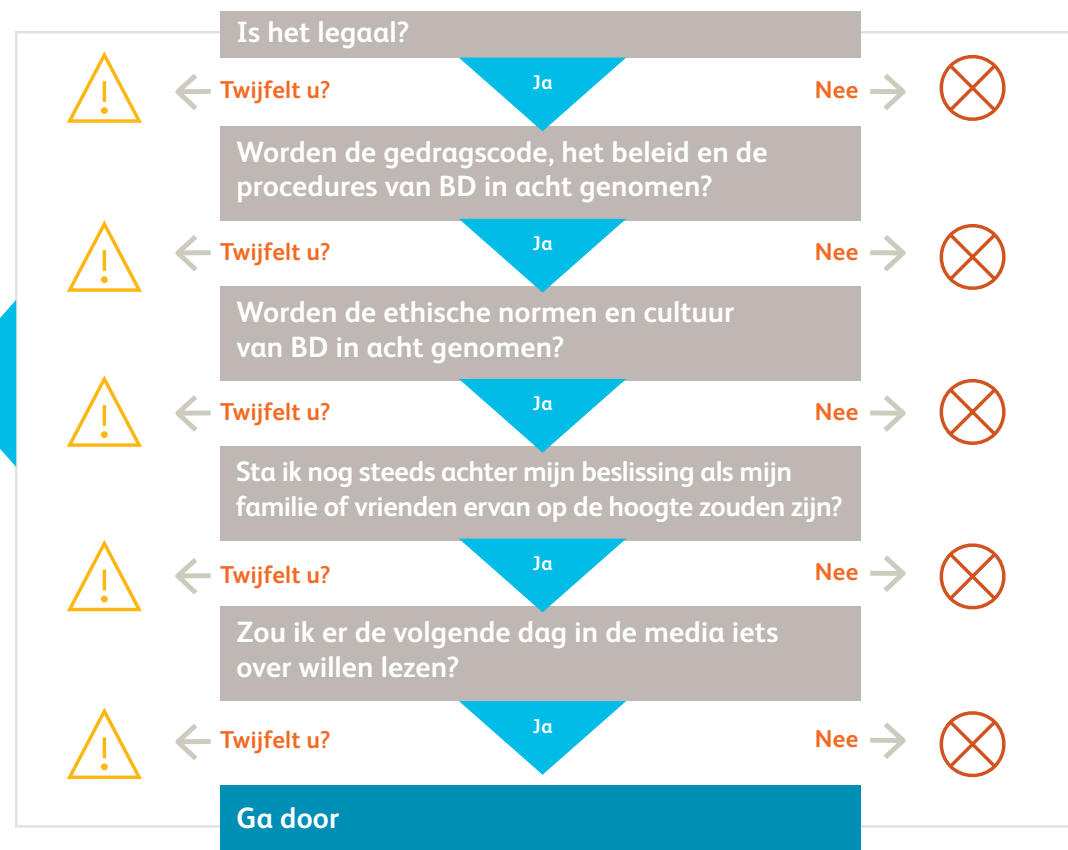 Is het legaal?
Twijfelt u?
Ja
Nee
Worden de gedragscode, het beleid en de
procedures van BD in acht genomen?
Twijfelt u?
Ja
Nee
Worden de ethische normen en cultuur
van BD in acht genomen?
Twijfelt u?
Ja
Nee
Sta ik nog steeds achter mijn beslissing als mijn
familie of vrienden ervan op de hoogte zouden zijn?
Twijfelt u?
Ja
Nee
Zou ik er de volgende dag in de media iets
over willen lezen?
Twijfelt u?
Ja
Nee
Ga door